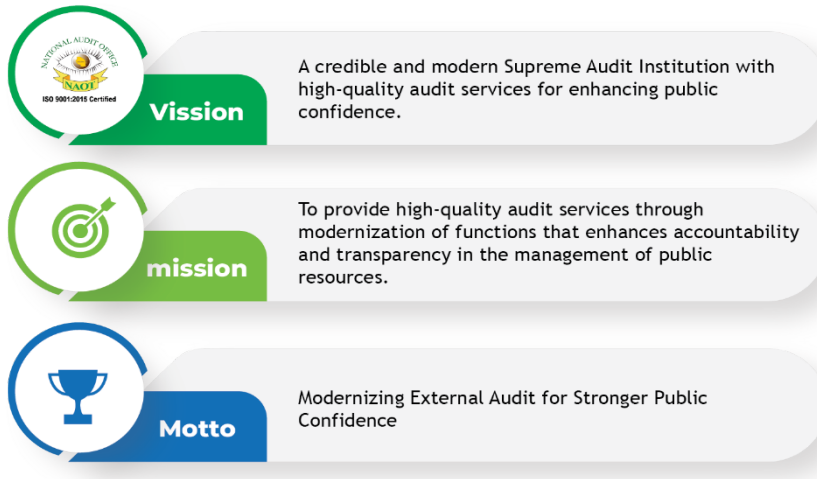 NATIONAL AUDIT OFFICE
NAOT
ISO 9001:2015 Certified
Vission
A credible and modern Supreme Audit Institution with
high-quality audit services for enhancing public
confidence.
mission
To provide high-quality audit services through
modernization of functions that enhances accountability
and transparency in the management of public
resources.
Motto
Modernizing External Audit for Stronger Public
Confidence